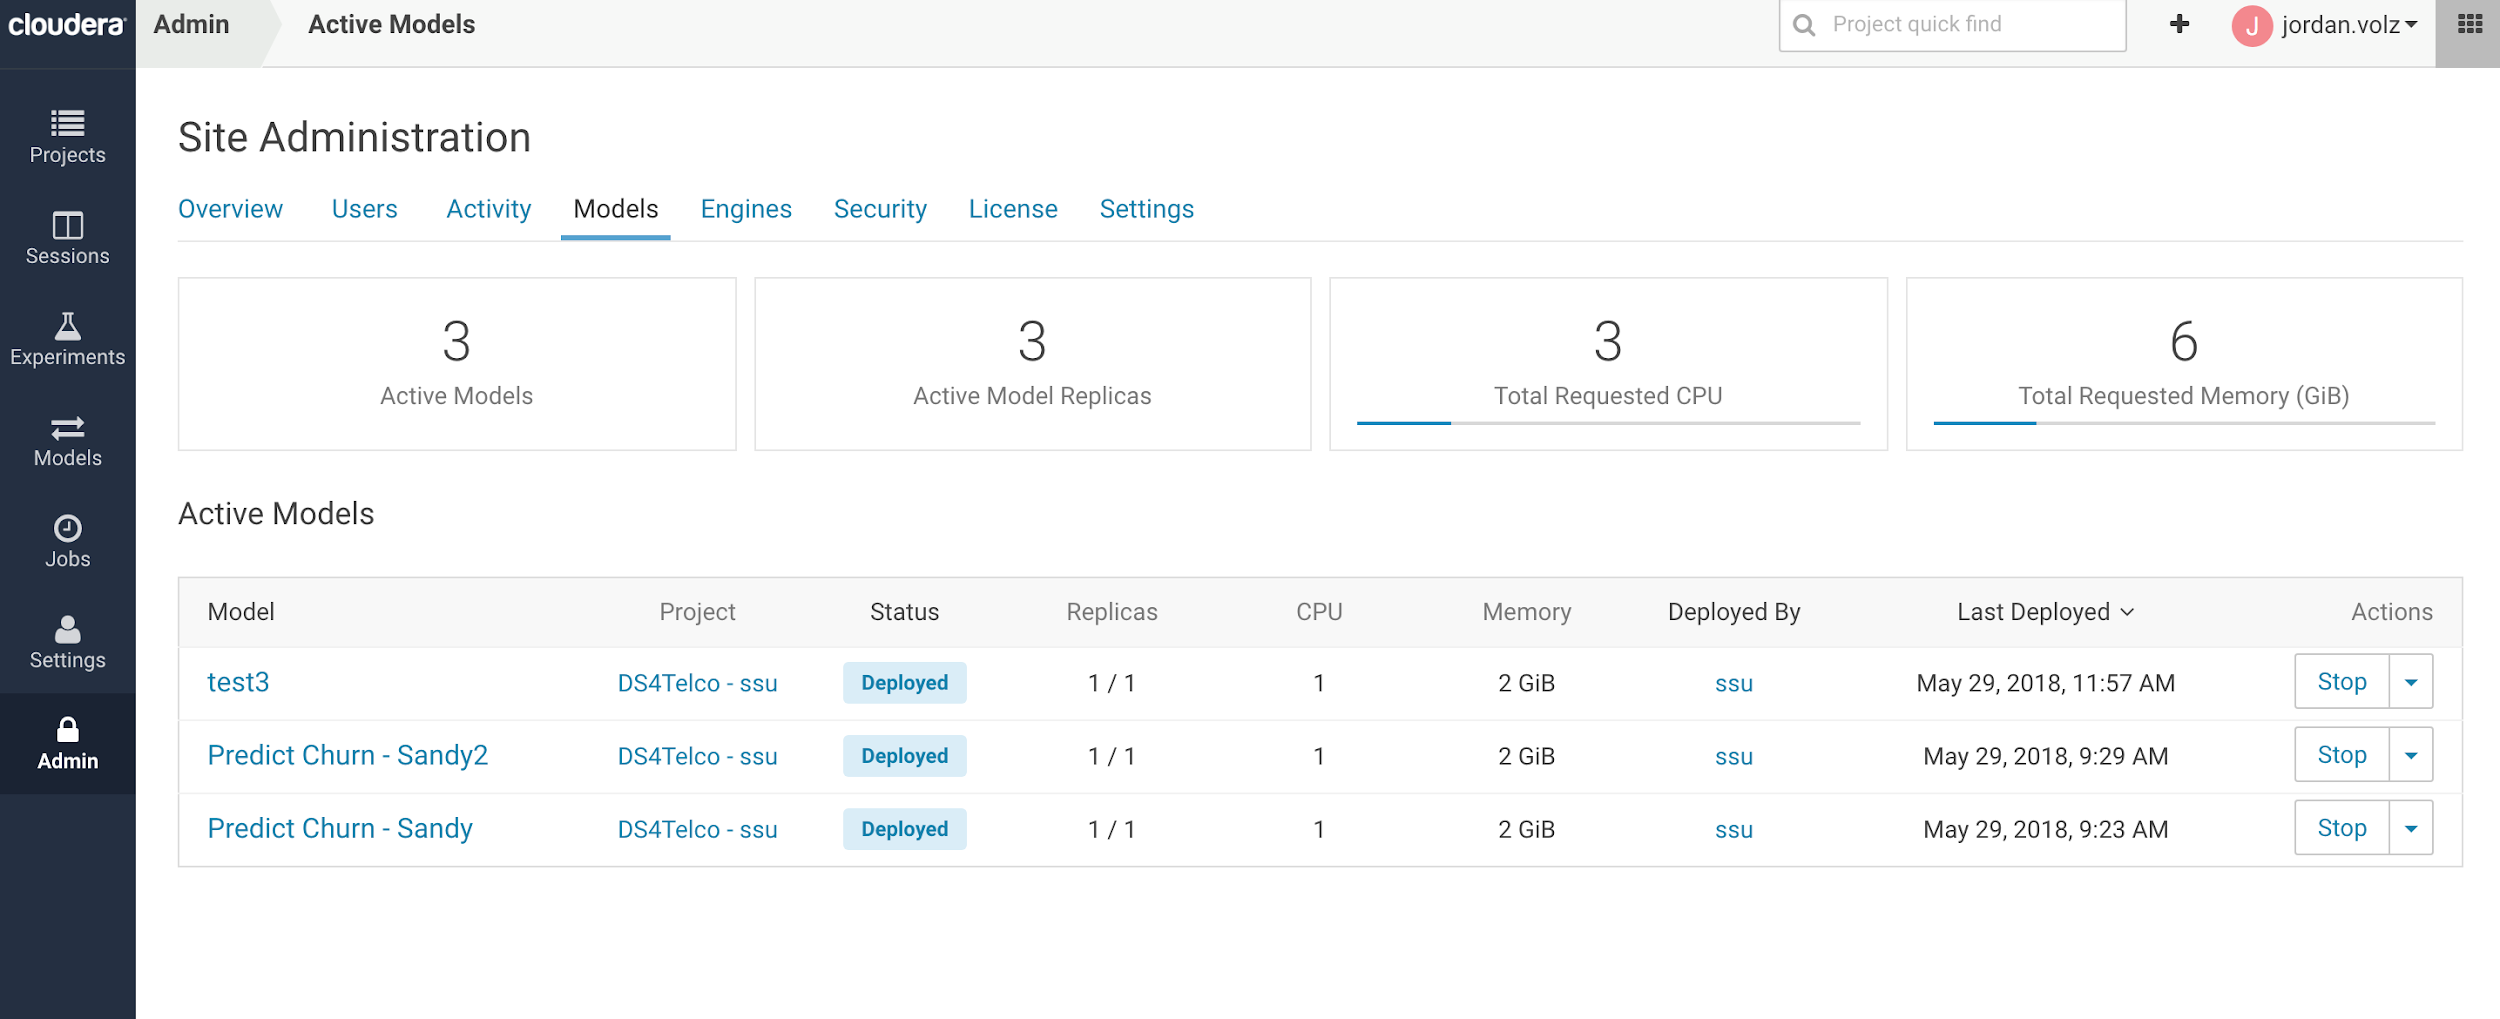 cloudera Admin Active Models Project quick find + J jordan.volz
Projects
Sessions
Experiments
Models
Jobs
Settings
Admin
Site Administration
Overview Users Activity Models Engines Security License Settings
3 3 3 6
Active Models Active Model Replicas Total Requested CPU Total Requested Memory (GiB)
Active Models
Model Project Status Replicas CPU Memory Deployed By Last Deployed Actions
test3 DS4Telco - ssu Deployed 1 / 1 1 2 GiB ssu May 29, 2018, 11:57 AM Stop
Predict Churn - Sandy2 DS4Telco - ssu Deployed 1 / 1 1 2 GiB ssu May 29, 2018, 9:29 AM Stop
Predict Churn - Sandy DS4Telco - ssu Deployed 1 / 1 1 2 GiB ssu May 29, 2018, 9:23 AM Stop